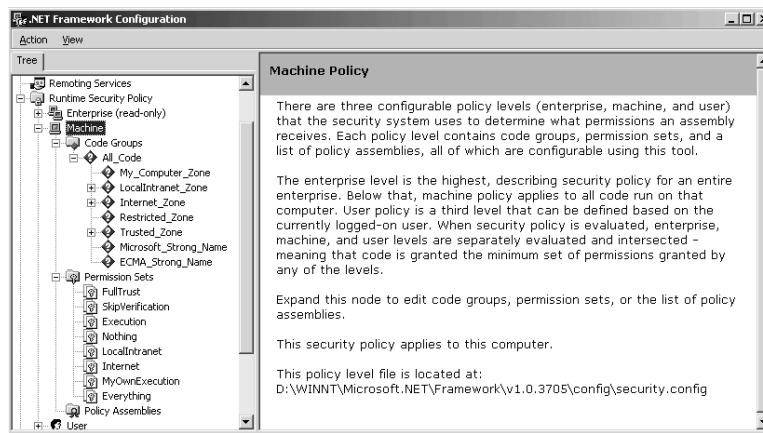 .NET Framework Configuration
Action View
Tree
Remoting Services
Runtime Security Policy
Enterprise (read-only)
Machine
Code Groups
All_Code
My_Computer_Zone
LocalIntranet_Zone
Internet_Zone
Restricted_Zone
Trusted_Zone
Microsoft_Strong_Name
ECMA_Strong_Name
Permission Sets
FullTrust
SkipVerification
Execution
Nothing
LocalIntranet
Internet
MyOwnExecution
Everything
Policy Assemblies
User
Machine Policy
There are three configurable policy levels (enterprise, machine, and user)
that the security system uses to determine what permissions an assembly
receives. Each policy level contains code groups, permission sets, and a
list of policy assemblies, all of which are configurable using this tool.
The enterprise level is the highest, describing security policy for an entire
enterprise. Below that, machine policy applies to all code run on that
computer. User policy is a third level that can be defined based on the
currently logged-on user. When security policy is evaluated, enterprise,
machine, and user levels are separately evaluated and intersected -
meaning that code is granted the minimum set of permissions granted by
any of the levels.
Expand this node to edit code groups, permission sets, or the list of policy
assemblies.
This security policy applies to this computer.
This policy level file is located at:
D:\WINNT\Microsoft.NET\Framework\v1.0.3705\config\security.config